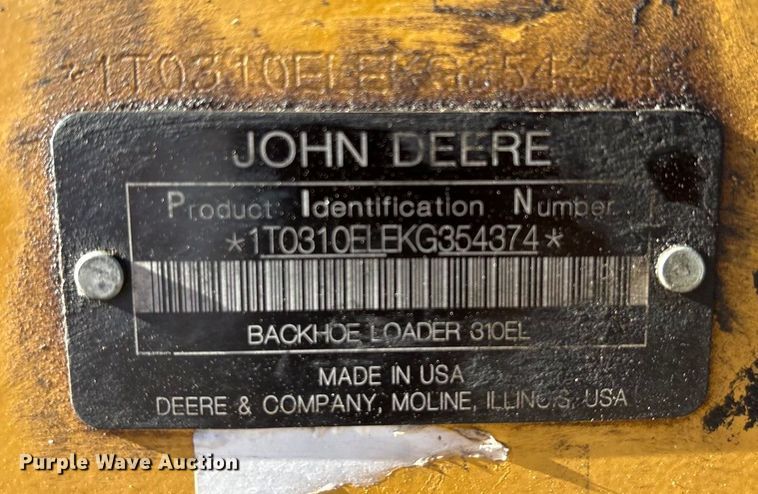 *1T0310ELEKG354374*
JOHN DEERE
Product Identification Number
*1T0310ELEKG354374*
BACKHOE LOADER 310EL
MADE IN USA
DEERE & COMPANY, MOLINE, ILLINOIS, USA
Purple Wave Auction